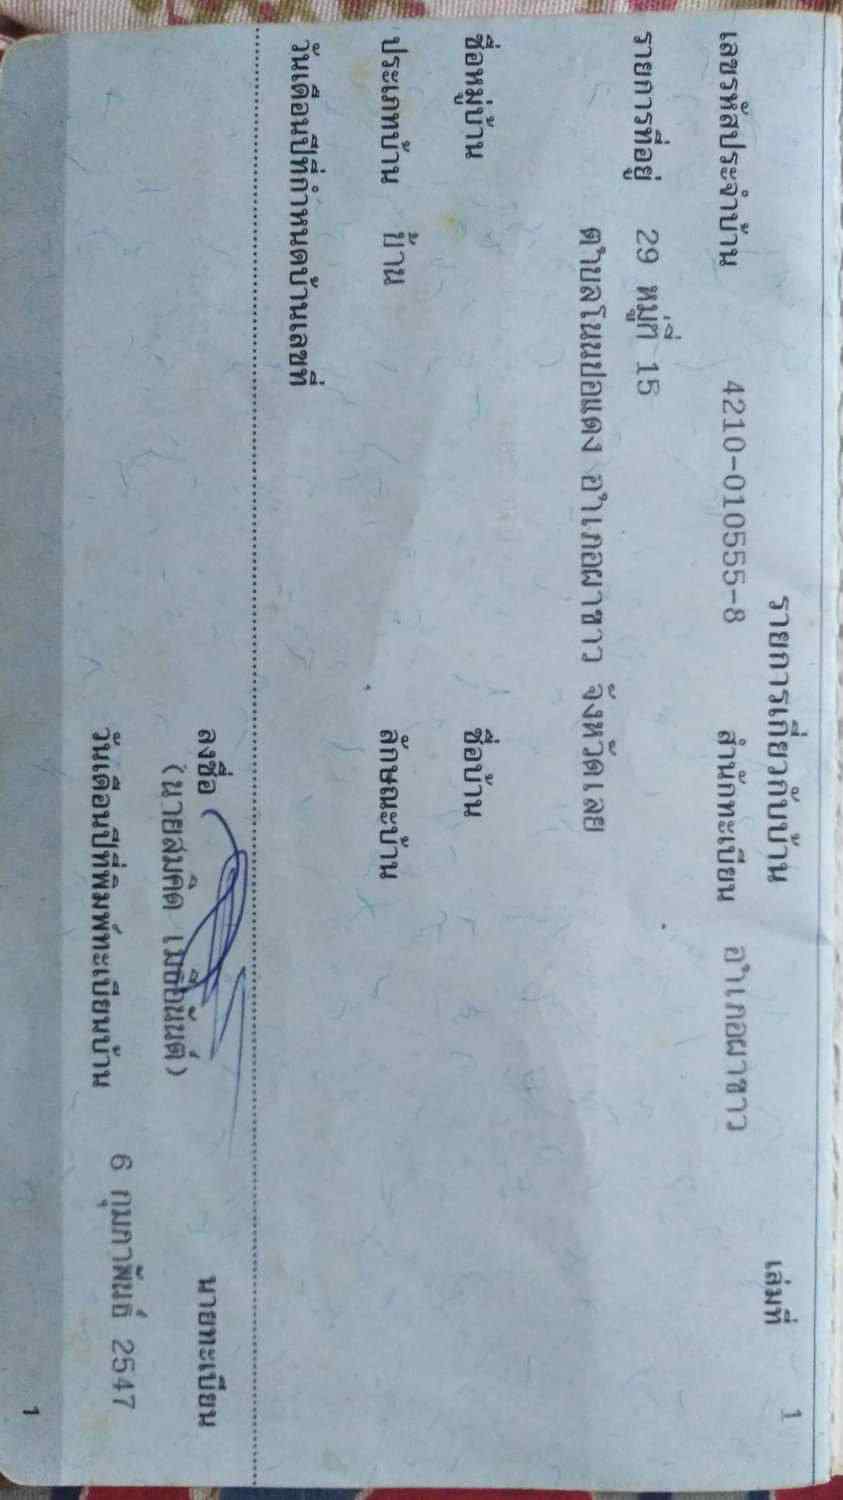 รายการเกี่ยวกับบ้าน เล่มที่ 1
เลขรหัสประจำบ้าน 4210-010555-8 สำนักทะเบียน อำเภอผาขาว
รายการที่อยู่ 29 หมู่ที่ 15
ตำบลโนนปอแดง อำเภอผาขาว จังหวัดเลย
ชื่อหมู่บ้าน ชื่อบ้าน
ประเภทบ้าน บ้าน ลักษณะบ้าน
วันเดือนปีที่กำหนดบ้านเลขที่
ลงชื่อ นายทะเบียน
(นายสมคิด เมธีอนันต์)
วันเดือนปีที่พิมพ์ทะเบียนบ้าน 6 กุมภาพันธ์ 2547
1